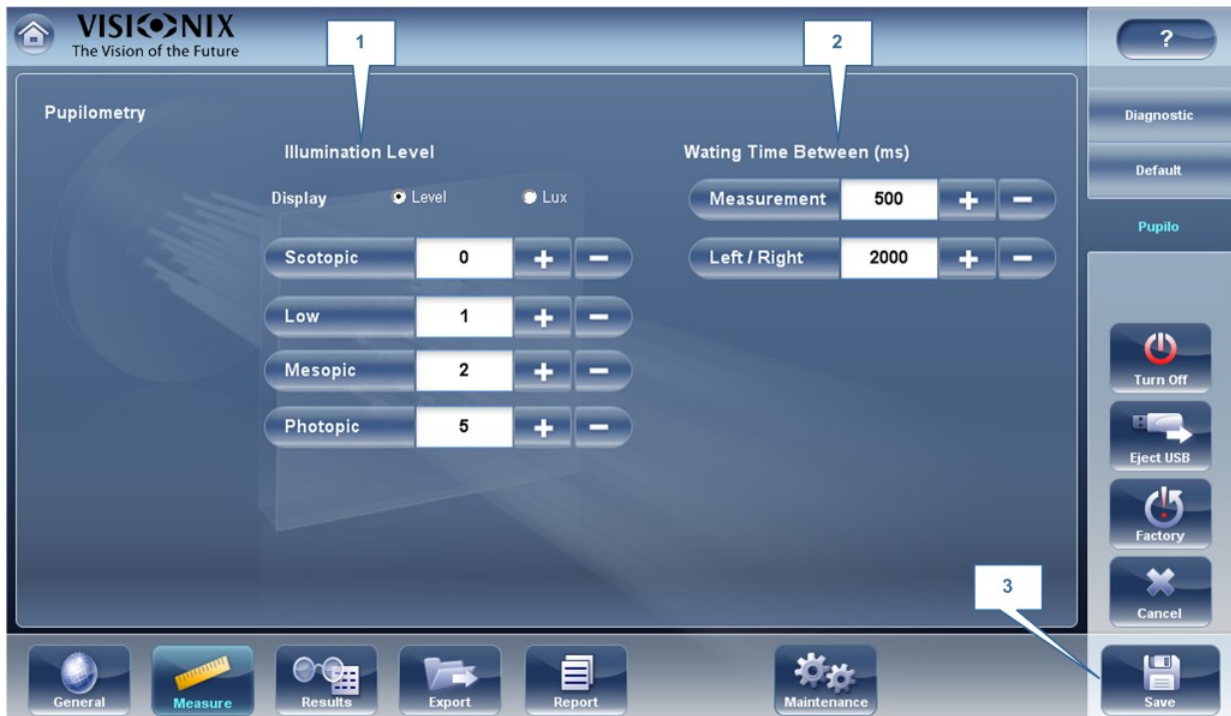 VISIONIX
The Vision of the Future
1
2
?
Pupilometry
Illumination Level
Wating Time Between (ms)
Display Level Lux
Measurement 500 + −
Scotopic 0 + −
Left / Right 2000 + −
Low 1 + −
Mesopic 2 + −
Photopic 5 + −
Diagnostic
Default
Pupilo
Turn Off
Eject USB
Factory
Cancel
3
General
Measure
Results
Export
Report
Maintenance
Save